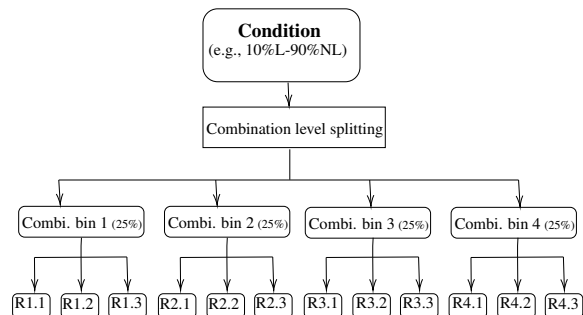 Condition
(e.g., 10%L-90%NL)
Combination level splitting
Combi. bin 1 (25%) Combi. bin 2 (25%) Combi. bin 3 (25%) Combi. bin 4 (25%)
R1.1 R1.2 R1.3 R2.1 R2.2 R2.3 R3.1 R3.2 R3.3 R4.1 R4.2 R4.3